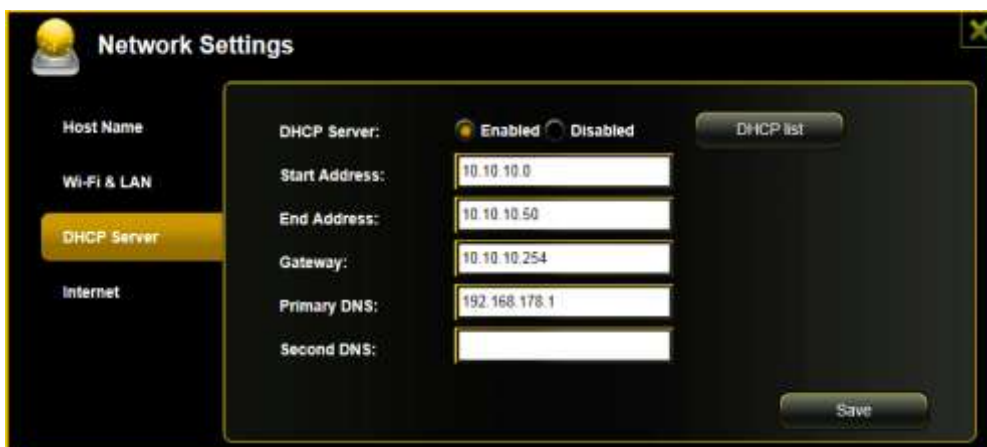 Network Settings
Host Name
Wi-Fi & LAN
DHCP Server
Internet
DHCP Server: Enabled Disabled DHCP list
Start Address: 10.10.10.0
End Address: 10.10.10.50
Gateway: 10.10.10.254
Primary DNS: 192.168.178.1
Second DNS:
Save